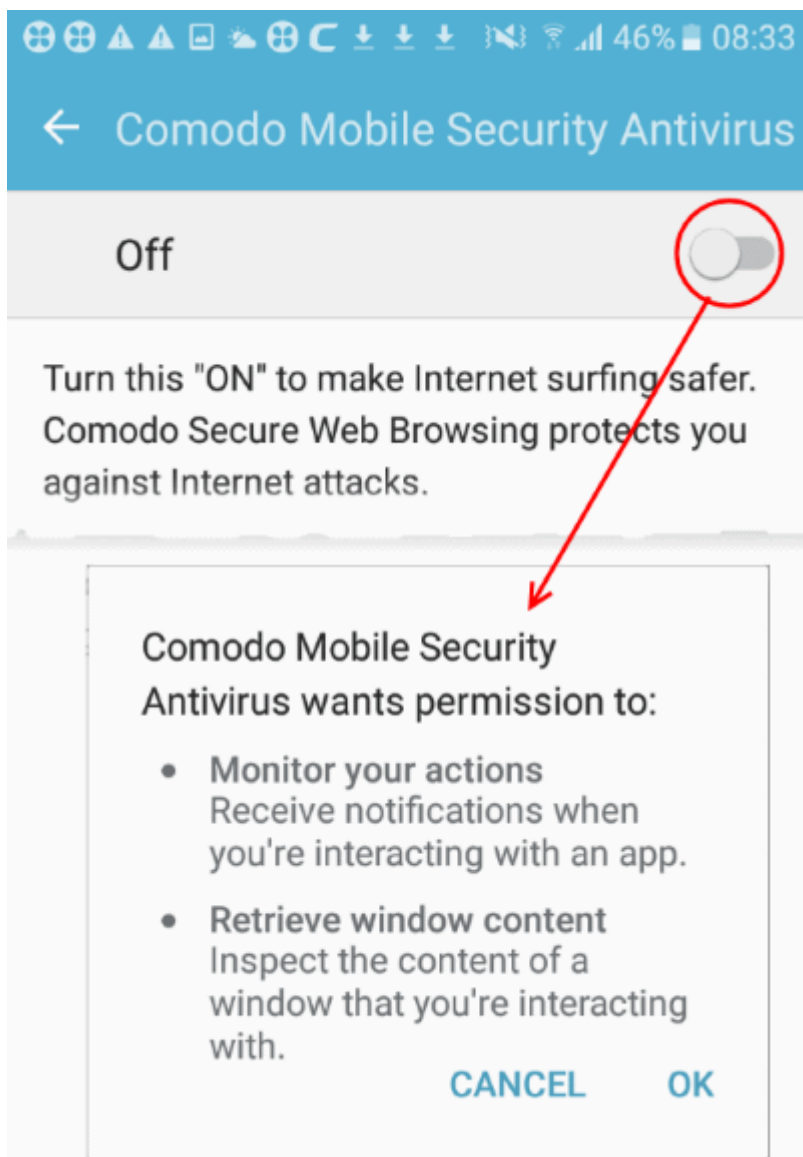 46% 08:33
Comodo Mobile Security Antivirus
Off
Turn this "ON" to make Internet surfing safer.
Comodo Secure Web Browsing protects you
against Internet attacks.
Comodo Mobile Security
Antivirus wants permission to:
• Monitor your actions
Receive notifications when
you're interacting with an app.
• Retrieve window content
Inspect the content of a
window that you're interacting
with.
CANCEL OK